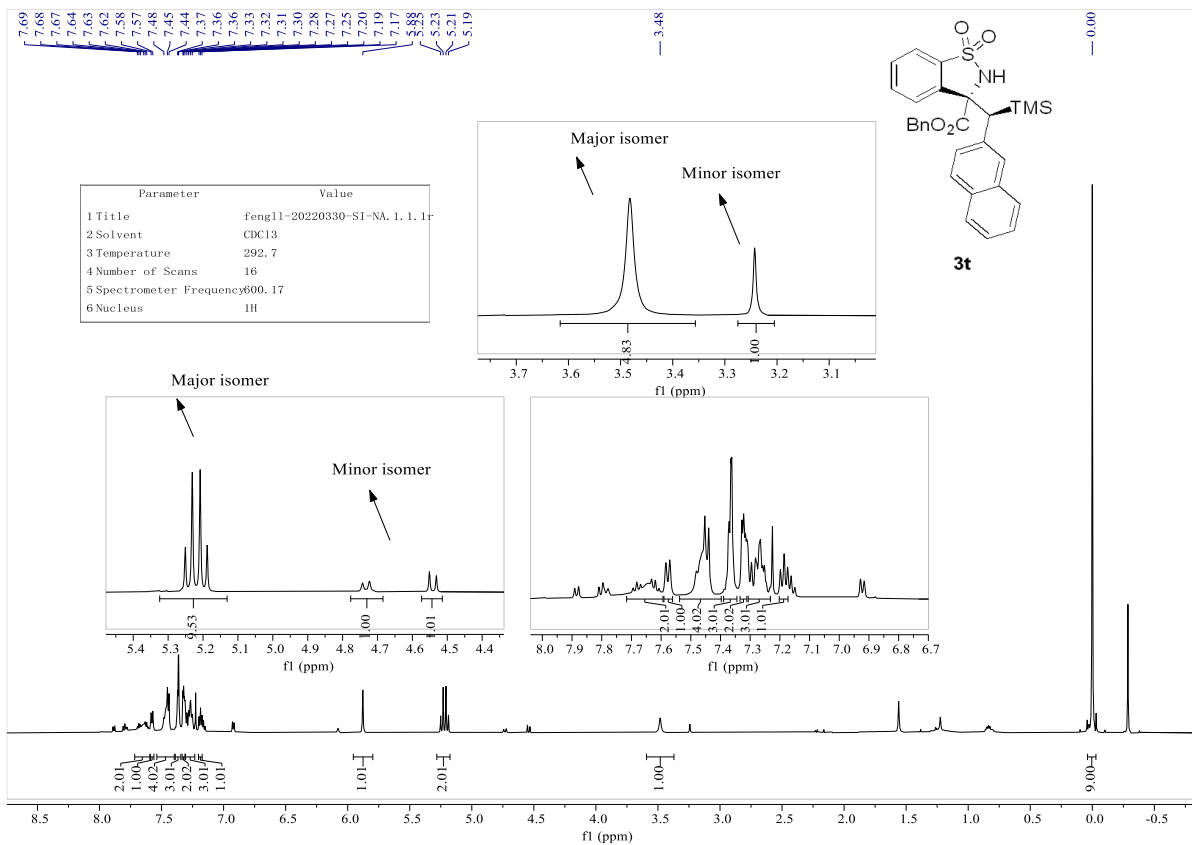 7.69 7.68 7.67 7.64 7.63 7.62 7.58 7.57 7.48 7.45 7.44 7.37 7.36 7.36 7.33 7.32 7.31 7.30 7.28 7.27 7.25 7.20 7.19 7.17 5.88 5.25 5.23 5.21 5.19
3.48
0.00
O O
S
NH
TMS
BnO2C
3t
Parameter Value
1 Title fengll-20220330-SI-NA.1.1.1r
2 Solvent CDCl3
3 Temperature 292.7
4 Number of Scans 16
5 Spectrometer Frequency 600.17
6 Nucleus 1H
Major isomer
Minor isomer
4.83 1.00
3.7 3.6 3.5 3.4 3.3 3.2 3.1
f1 (ppm)
Major isomer
Minor isomer
9.53 1.00 1.01
5.4 5.3 5.2 5.1 5.0 4.9 4.8 4.7 4.6 4.5 4.4
f1 (ppm)
2.01 1.00 4.02 3.01 2.02 3.01 1.01
8.0 7.9 7.8 7.7 7.6 7.5 7.4 7.3 7.2 7.1 7.0 6.9 6.8 6.7
f1 (ppm)
2.01 1.00 4.02 3.01 2.02 3.01 1.01 1.01 2.01 1.00 9.00
8.5 8.0 7.5 7.0 6.5 6.0 5.5 5.0 4.5 4.0 3.5 3.0 2.5 2.0 1.5 1.0 0.5 0.0 -0.5
f1 (ppm)